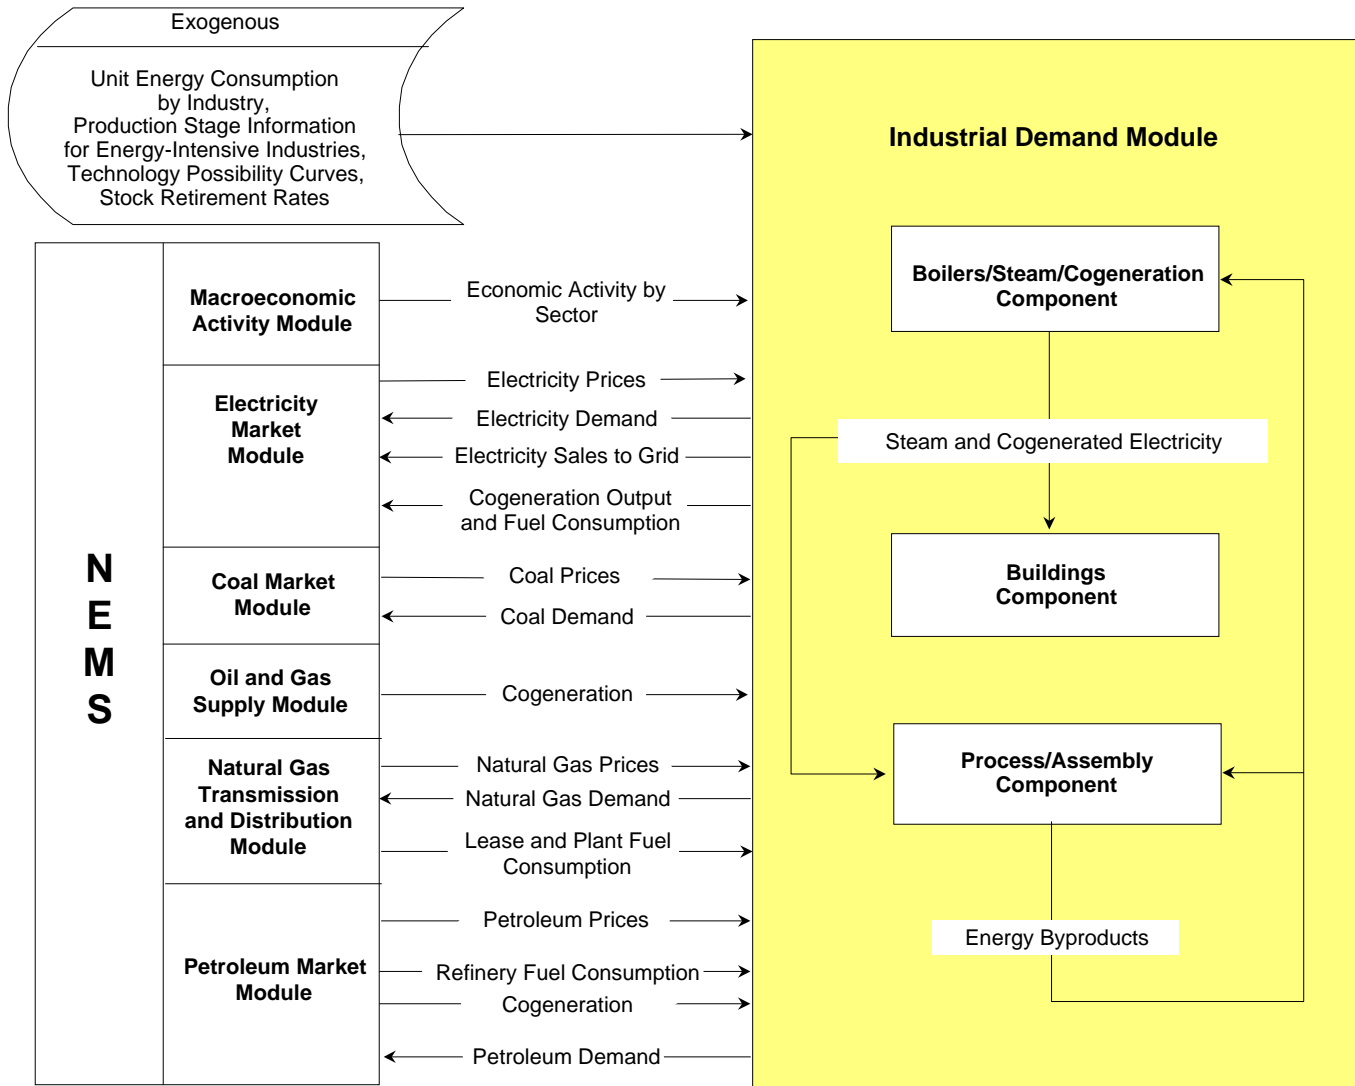 Exogenous
Unit Energy Consumption
by Industry,
Production Stage Information
for Energy-Intensive Industries,
Technology Possibility Curves,
Stock Retirement Rates
N
E
M
S
Macroeconomic
Activity Module
Electricity
Market
Module
Coal Market
Module
Oil and Gas
Supply Module
Natural Gas
Transmission
and Distribution
Module
Petroleum Market
Module
Economic Activity by
Sector
Electricity Prices
Electricity Demand
Electricity Sales to Grid
Cogeneration Output
and Fuel Consumption
Coal Prices
Coal Demand
Cogeneration
Natural Gas Prices
Natural Gas Demand
Lease and Plant Fuel
Consumption
Petroleum Prices
Refinery Fuel Consumption
Cogeneration
Petroleum Demand
Industrial Demand Module
Boilers/Steam/Cogeneration
Component
Steam and Cogenerated Electricity
Buildings
Component
Process/Assembly
Component
Energy Byproducts